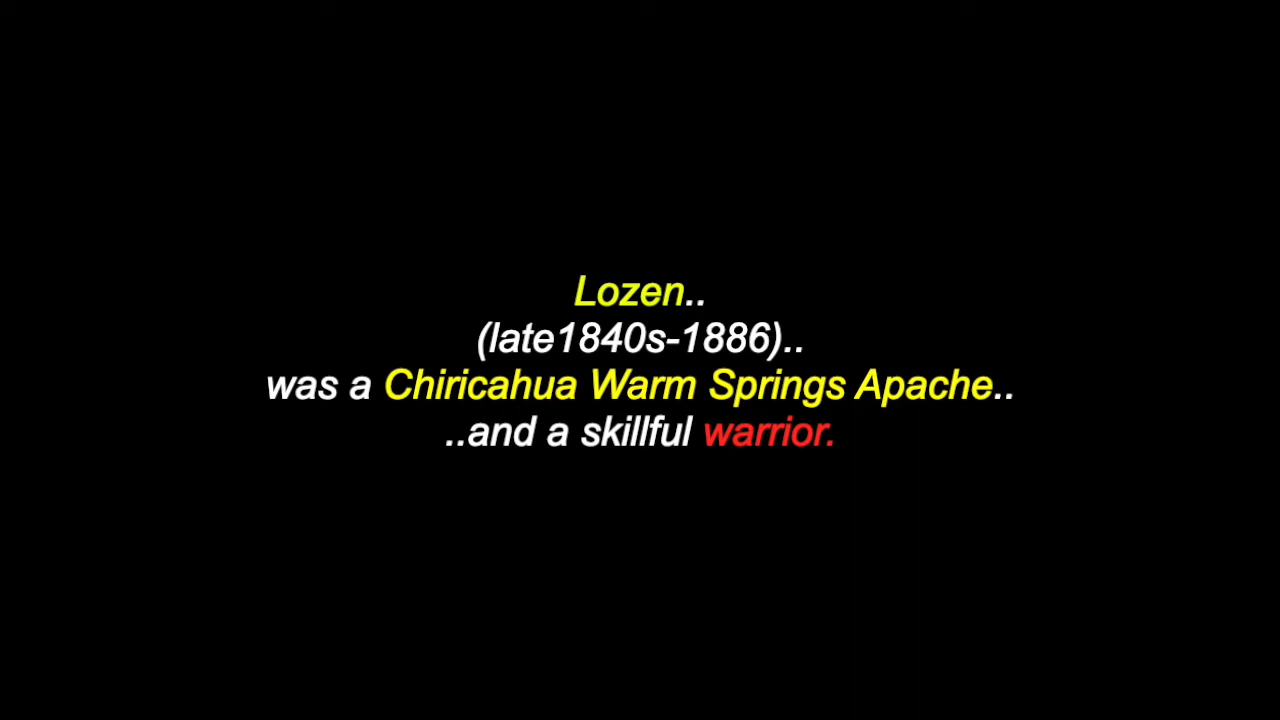 Lozen..
(late1840s-1886)..
was a Chiricahua Warm Springs Apache..
..and a skillful warrior.